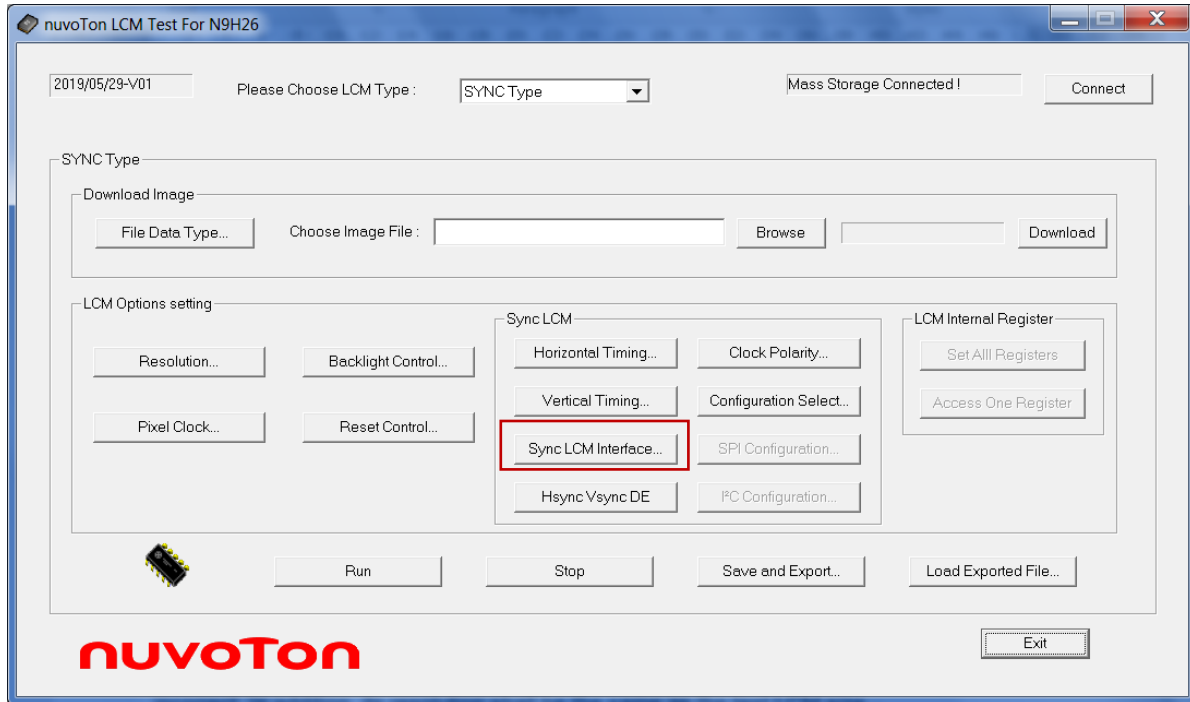 nuvoTon LCM Test For N9H26
2019/05/29-V01
Please Choose LCM Type :
SYNC Type
Mass Storage Connected !
Connect
SYNC Type
Download Image
File Data Type...
Choose Image File :
Browse
Download
LCM Options setting
Resolution...
Backlight Control...
Pixel Clock...
Reset Control...
Sync LCM
Horizontal Timing...
Clock Polarity...
Vertical Timing...
Configuration Select...
Sync LCM Interface...
SPI Configuration...
Hsync Vsync DE
I²C Configuration...
LCM Internal Register
Set Alll Registers
Access One Register
Run
Stop
Save and Export...
Load Exported File...
nuvoTon
Exit